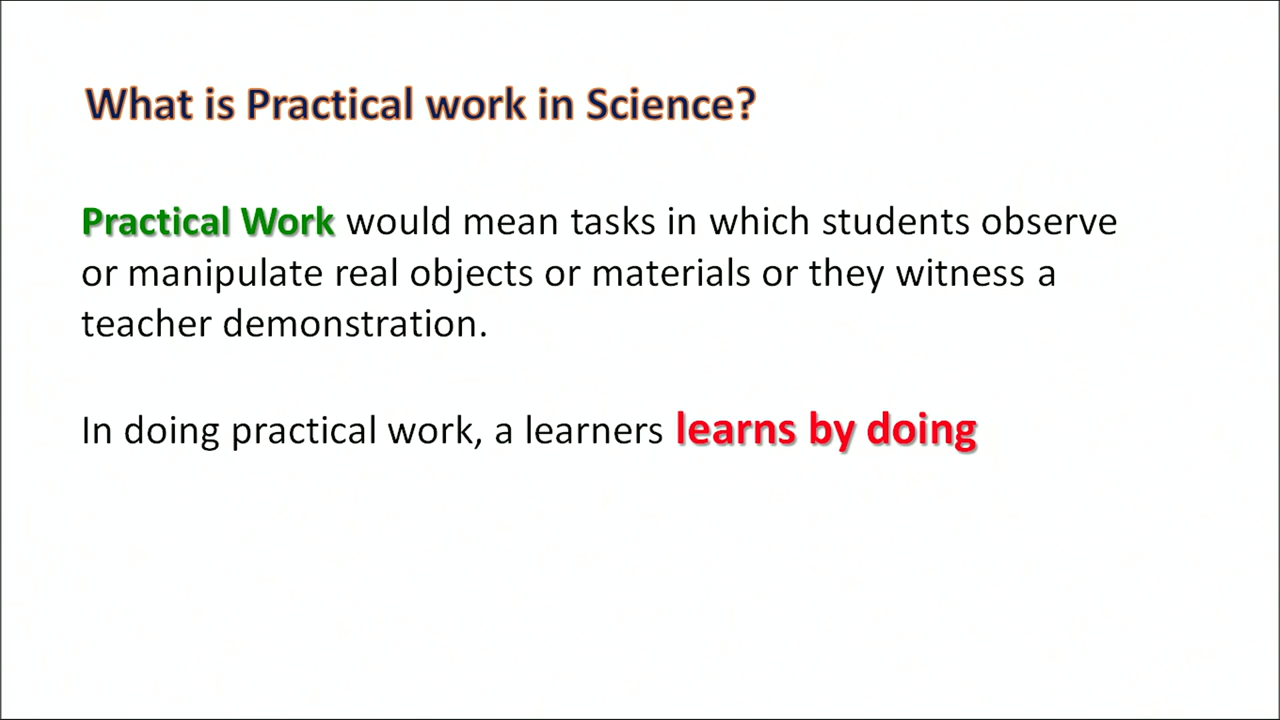 What is Practical work in Science?
Practical Work would mean tasks in which students observe
or manipulate real objects or materials or they witness a
teacher demonstration.
In doing practical work, a learners learns by doing